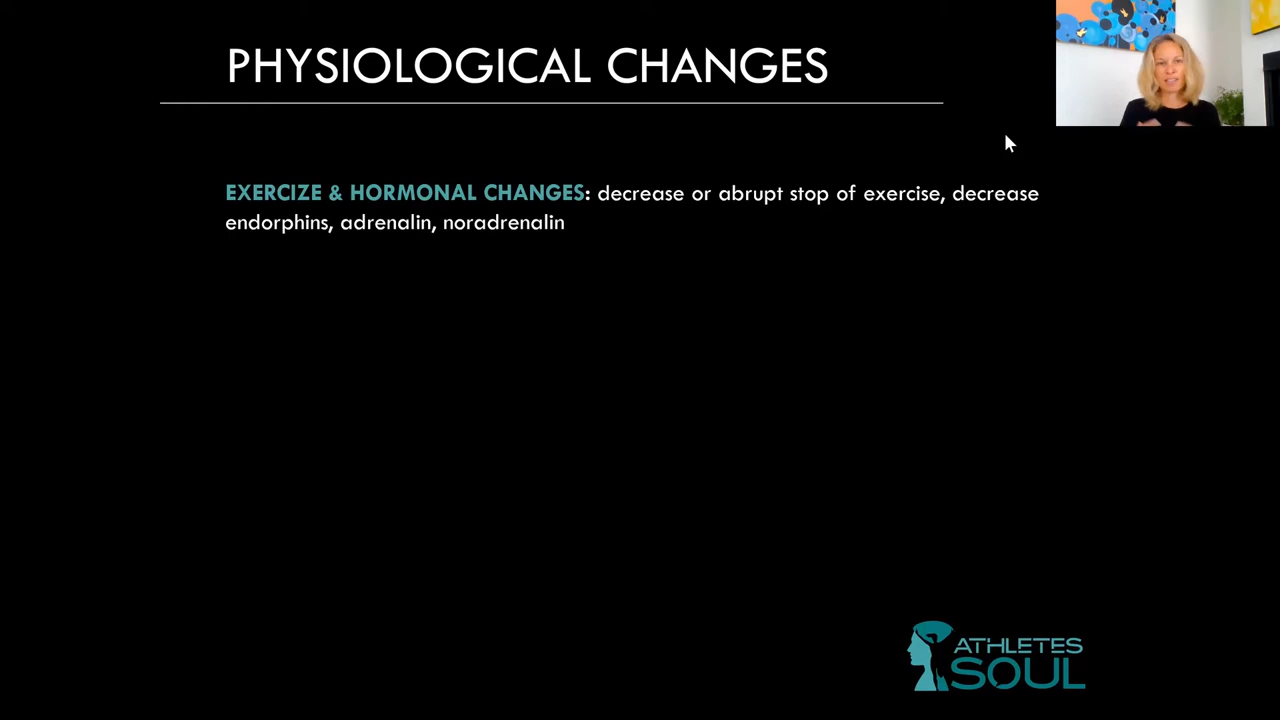 PHYSIOLOGICAL CHANGES
EXERCIZE & HORMONAL CHANGES: decrease or abrupt stop of exercise, decrease
endorphins, adrenalin, noradrenalin
ATHLETES
SOUL